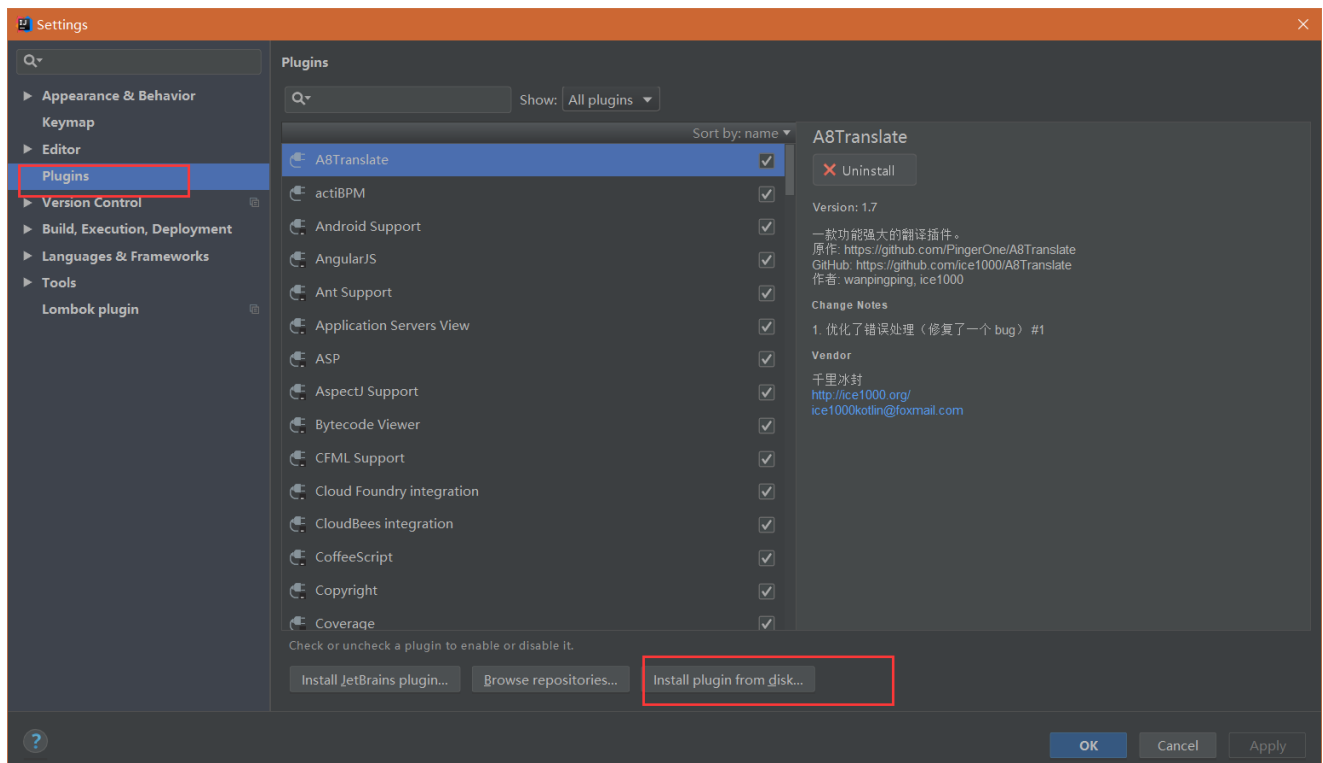 Settings
Appearance & Behavior
Keymap
Editor
Plugins
Version Control
Build, Execution, Deployment
Languages & Frameworks
Tools
Lombok plugin
Plugins
Show: All plugins
Sort by: name
A8Translate
actiBPM
Android Support
AngularJS
Ant Support
Application Servers View
ASP
AspectJ Support
Bytecode Viewer
CFML Support
Cloud Foundry integration
CloudBees integration
CoffeeScript
Copyright
Coverage
Check or uncheck a plugin to enable or disable it.
Install JetBrains plugin...
Browse repositories...
Install plugin from disk...
A8Translate
Uninstall
Version: 1.7
一款功能强大的翻译插件。
原作: https://github.com/PingerOne/A8Translate
GitHub: https://github.com/ice1000/A8Translate
作者: wanpingping, ice1000
Change Notes
1. 优化了错误处理（修复了一个 bug） #1
Vendor
千里冰封
http://ice1000.org/
ice1000kotlin@foxmail.com
?
OK
Cancel
Apply